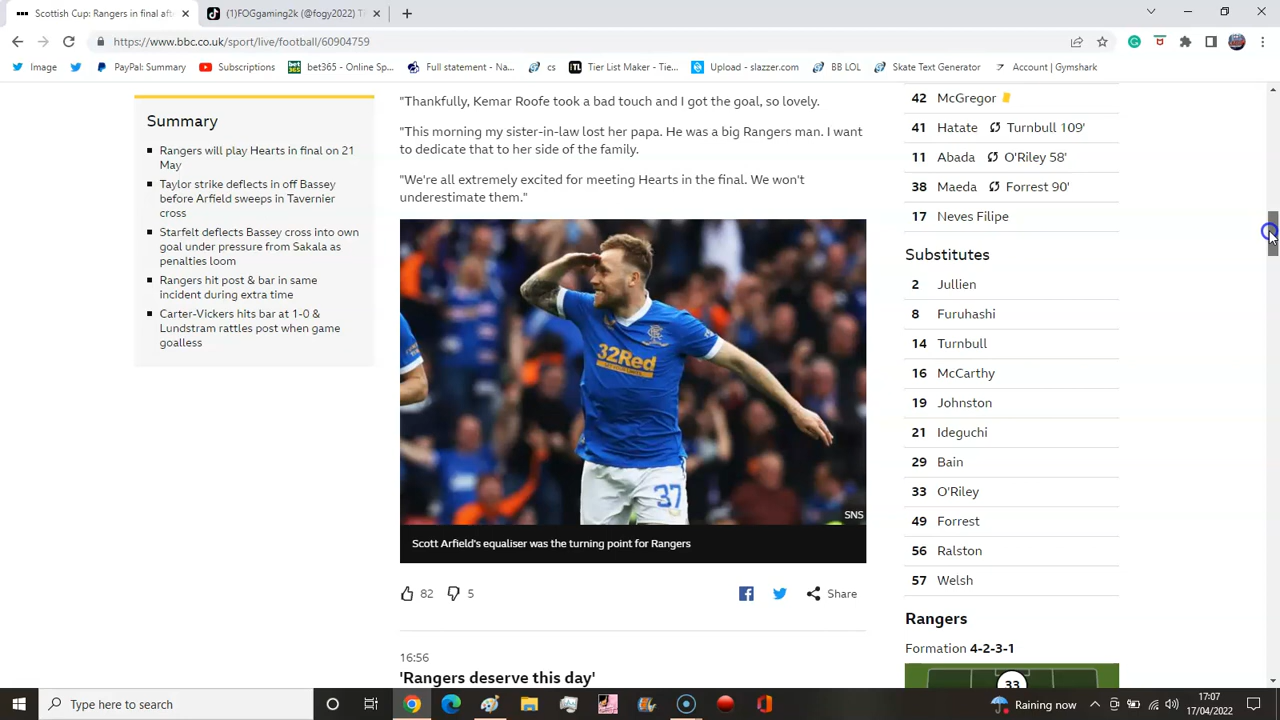 Scottish Cup: Rangers in final aft
(1)FOGgaming2k (@fogy2022) T
https://www.bbc.co.uk/sport/live/football/60904759
Image
PayPal: Summary
Subscriptions
bet365 - Online Sp...
Full statement - Na...
cs
Tier List Maker - Tie...
Upload - slazzer.com
BB LOL
Skate Text Generator
Account | Gymshark
Summary
Rangers will play Hearts in final on 21
May
Taylor strike deflects in off Bassey
before Arfield sweeps in Tavernier
cross
Starfelt deflects Bassey cross into own
goal under pressure from Sakala as
penalties loom
Rangers hit post & bar in same
incident during extra time
Carter-Vickers hits bar at 1-0 &
Lundstram rattles post when game
goalless
"Thankfully, Kemar Roofe took a bad touch and I got the goal, so lovely.
"This morning my sister-in-law lost her papa. He was a big Rangers man. I want
to dedicate that to her side of the family.
"We're all extremely excited for meeting Hearts in the final. We won't
underestimate them."
32Red
37
SNS
Scott Arfield's equaliser was the turning point for Rangers
82 5 Share
16:56
'Rangers deserve this day'
42 McGregor
41 Hatate Turnbull 109'
11 Abada O'Riley 58'
38 Maeda Forrest 90'
17 Neves Filipe
Substitutes
2 Jullien
8 Furuhashi
14 Turnbull
16 McCarthy
19 Johnston
21 Ideguchi
29 Bain
33 O'Riley
49 Forrest
56 Ralston
57 Welsh
Rangers
Formation 4-2-3-1
33
Type here to search
Raining now
17:07
17/04/2022